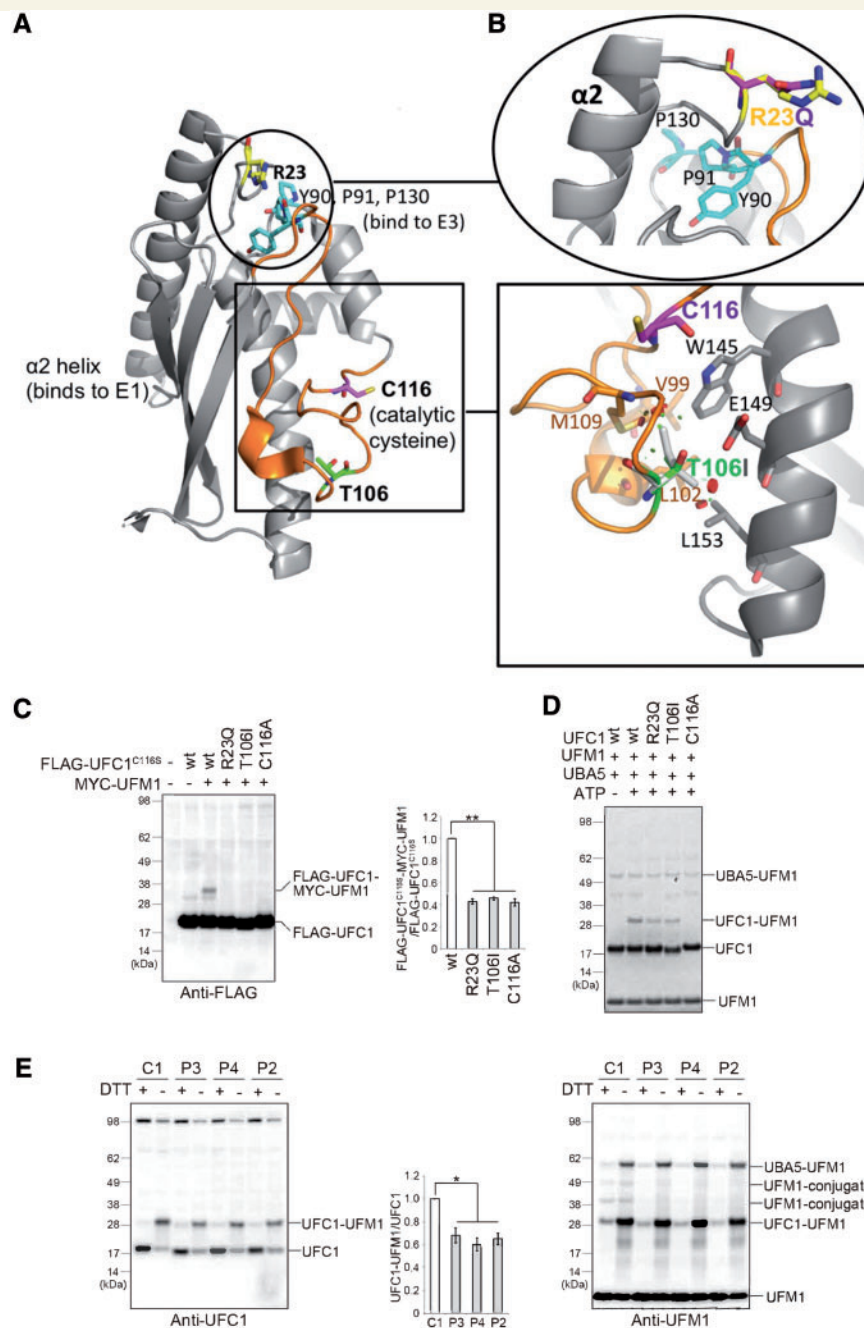 A
R23
Y90, P91, P130
(bind to E3)
α2 helix
(binds to E1)
C116
(catalytic
cysteine)
T106
B
α2
R23Q
P130
P91
Y90
C116
W145
V99
M109
E149
T106I
L102
L153
C
FLAG-UFC1C116S - wt wt R23Q T106I C116A
MYC-UFM1 - - + + + +
98
62
49
38
28
17
14
(kDa)
FLAG-UFC1-
MYC-UFM1
FLAG-UFC1
Anti-FLAG
FLAG-UFC1C116S-MYC-UFM1
/FLAG-UFC1C116S
1.2
1
0.8
0.6
0.4
0.2
0
**
wt
R23Q
T106I
C116A
D
UFC1 wt wt R23Q T106I C116A
UFM1 + + + + +
UBA5 + + + + +
ATP - + + + +
98
62
49
38
28
17
14
(kDa)
UBA5-UFM1
UFC1-UFM1
UFC1
UFM1
E
C1 P3 P4 P2
DTT + - + - + - + -
98
62
49
38
28
17
14
(kDa)
UFC1-UFM1
UFC1
Anti-UFC1
UFC1-UFM1/UFC1
1.2
1.0
0.8
0.6
0.4
0.2
0
*
C1 P3 P4 P2
C1 P3 P4 P2
DTT + - + - + - + -
98
62
49
38
28
17
14
(kDa)
UBA5-UFM1
UFM1-conjugat
UFM1-conjugat
UFC1-UFM1
UFM1
Anti-UFM1